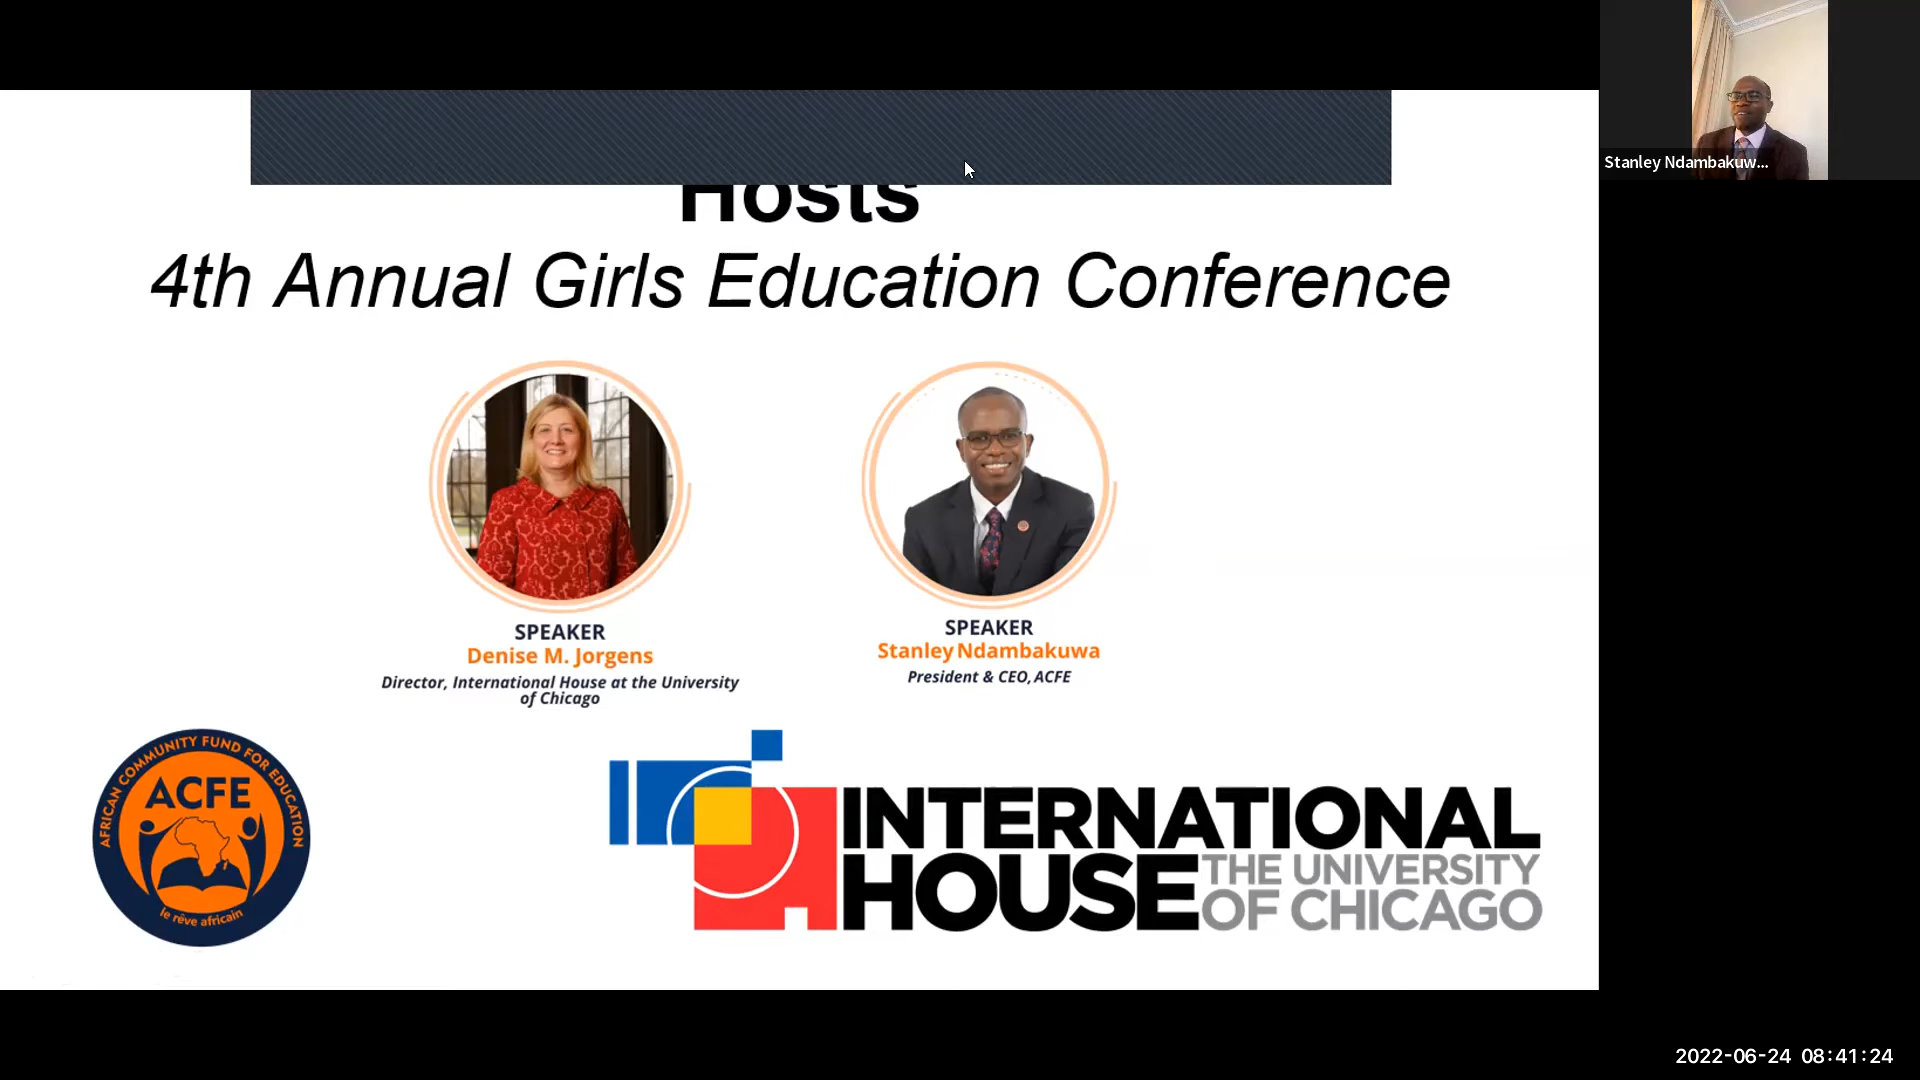 Hosts
4th Annual Girls Education Conference
SPEAKER
Denise M. Jorgens
Director, International House at the University
of Chicago
SPEAKER
Stanley Ndambakuwa
President & CEO, ACFE
AFRICAN COMMUNITY FUND FOR EDUCATION
ACFE
le rêve africain
INTERNATIONAL
HOUSE THE UNIVERSITY
OF CHICAGO
Stanley Ndambakuw...
2022-06-24 08:41:24